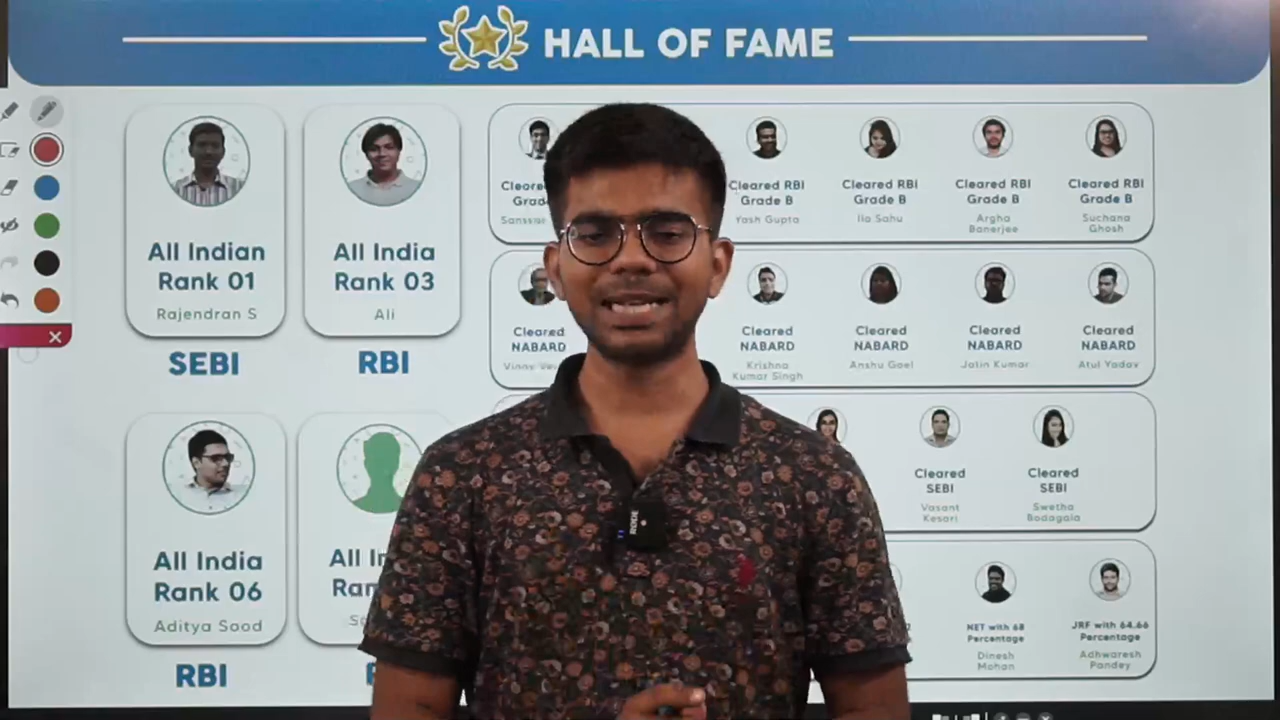 HALL OF FAME
All Indian
Rank 01
Rajendran S
SEBI
All India
Rank 03
Ali
RBI
Cleared RBI
Grade B
Yash Gupta
Cleared RBI
Grade B
Ila Sahu
Cleared RBI
Grade B
Argha
Banerjee
Cleared RBI
Grade B
Suchana
Ghosh
Cleared
NABARD
Cleared
NABARD
Krishna
Kumar Singh
Cleared
NABARD
Anshu Goel
Cleared
NABARD
Jatin Kumar
Cleared
NABARD
Atul Yadav
All India
Rank 06
Aditya Sood
RBI
Cleared
SEBI
Vasant
Kesari
Cleared
SEBI
Swetha
Bodagala
NET with 68
Percentage
Dinesh
Mohan
JRF with 64.66
Percentage
Adhwaresh
Pandey
RODE